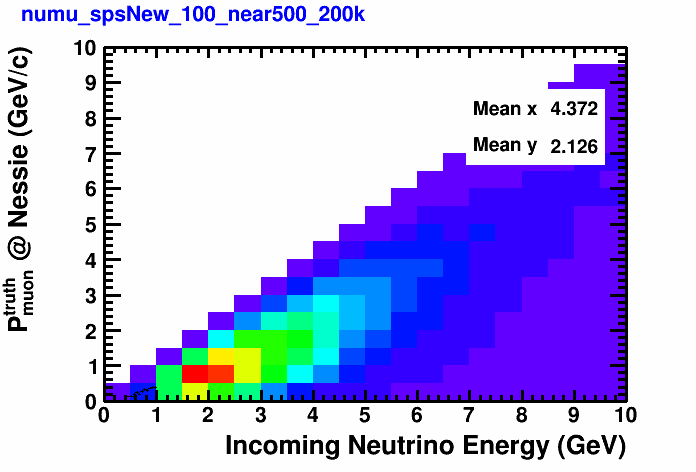 numu_spsNew_100_near500_200k
P^truth_muon @ Nessie (GeV/c)
10
9
8
7
6
5
4
3
2
1
0
Mean x 4.372
Mean y 2.126
0 1 2 3 4 5 6 7 8 9 10
Incoming Neutrino Energy (GeV)